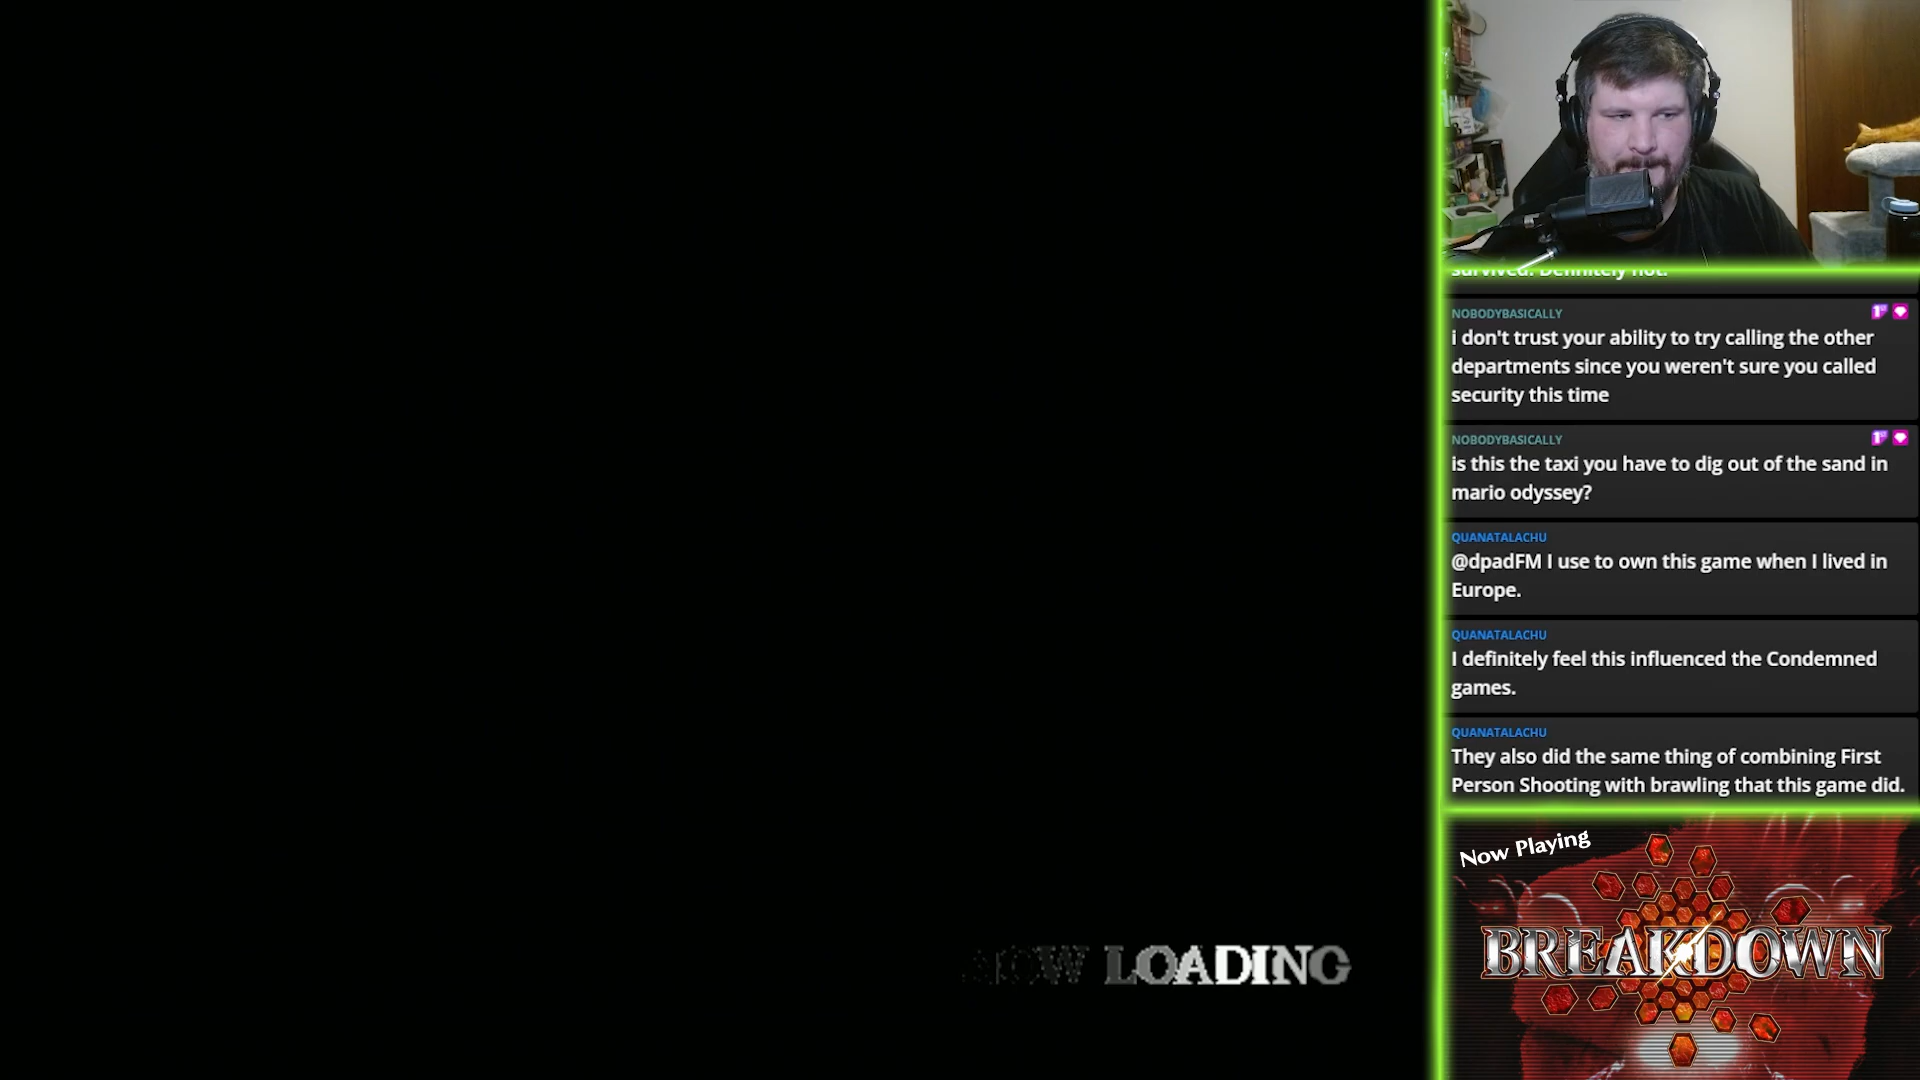 survived. Definitely not.
NOBODYBASICALLY
i don't trust your ability to try calling the other
departments since you weren't sure you called
security this time
NOBODYBASICALLY
is this the taxi you have to dig out of the sand in
mario odyssey?
QUANATALACHU
@dpadFM I use to own this game when I lived in
Europe.
QUANATALACHU
I definitely feel this influenced the Condemned
games.
QUANATALACHU
They also did the same thing of combining First
Person Shooting with brawling that this game did.
Now Playing
BREAKDOWN
NOW LOADING